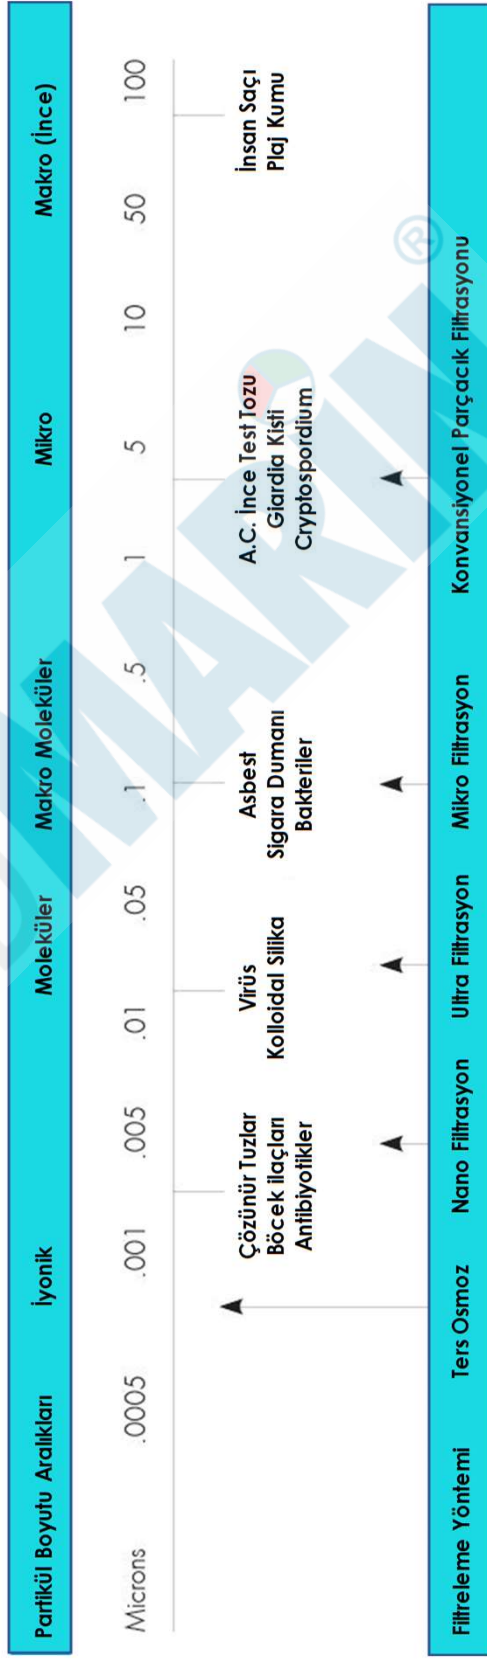 Partikül Boyutu Aralıkları İyonik Moleküler Makro Moleküler Mikro Makro (İnce)
Microns .0005 .001 .005 .01 .05 .1 .5 1 5 10 50 100
Çözünür Tuzlar
Böcek ilaçları
Antibiyotikler
Virüs
Kolloidal Silika
Asbest
Sigara Dumanı
Bakteriler
A.C. İnce Test Tozu
Giardia Kisti
Cryptospordium
İnsan Saçı
Plaj Kumu
Filtreleme Yöntemi Ters Osmoz Nano Filtrasyon Ultra Filtrasyon Mikro Filtrasyon Konvansiyonel Parçacık Filtrasyonu
®